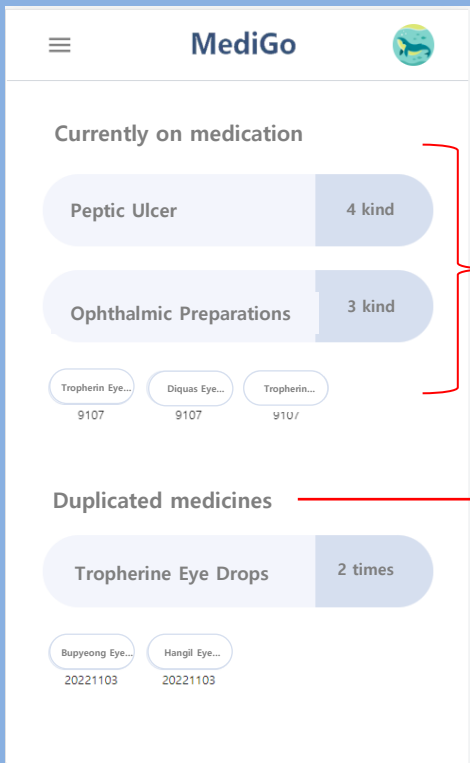 MediGo
Currently on medication
Peptic Ulcer 4 kind
Ophthalmic Preparations 3 kind
Tropherin Eye... Diquas Eye... Tropherin...
9107 9107 9107
Duplicated medicines
Tropherine Eye Drops 2 times
Bupyeong Eye... Hangil Eye...
20221103 20221103